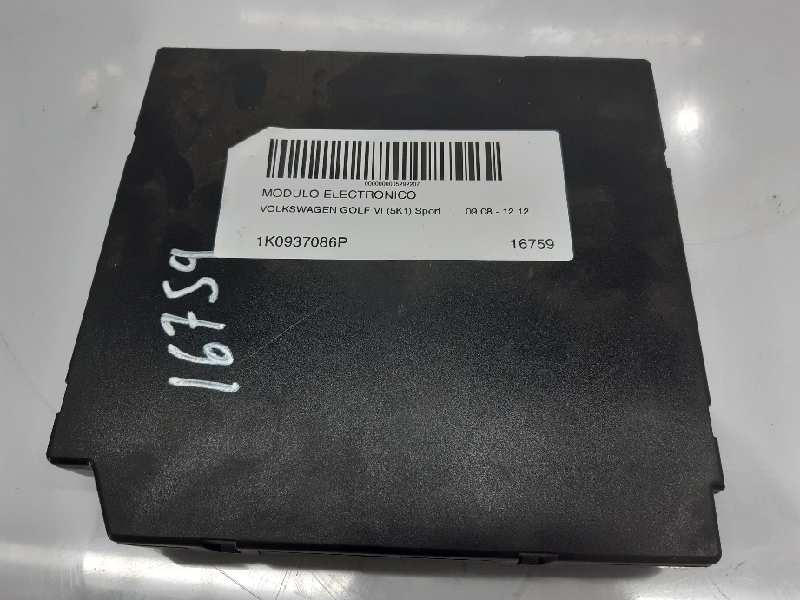 MODULO ELECTRONICO
VOLKSWAGEN GOLF VI (5K1) Sport 09.08 - 12.12
1K0937086P 16759
16759